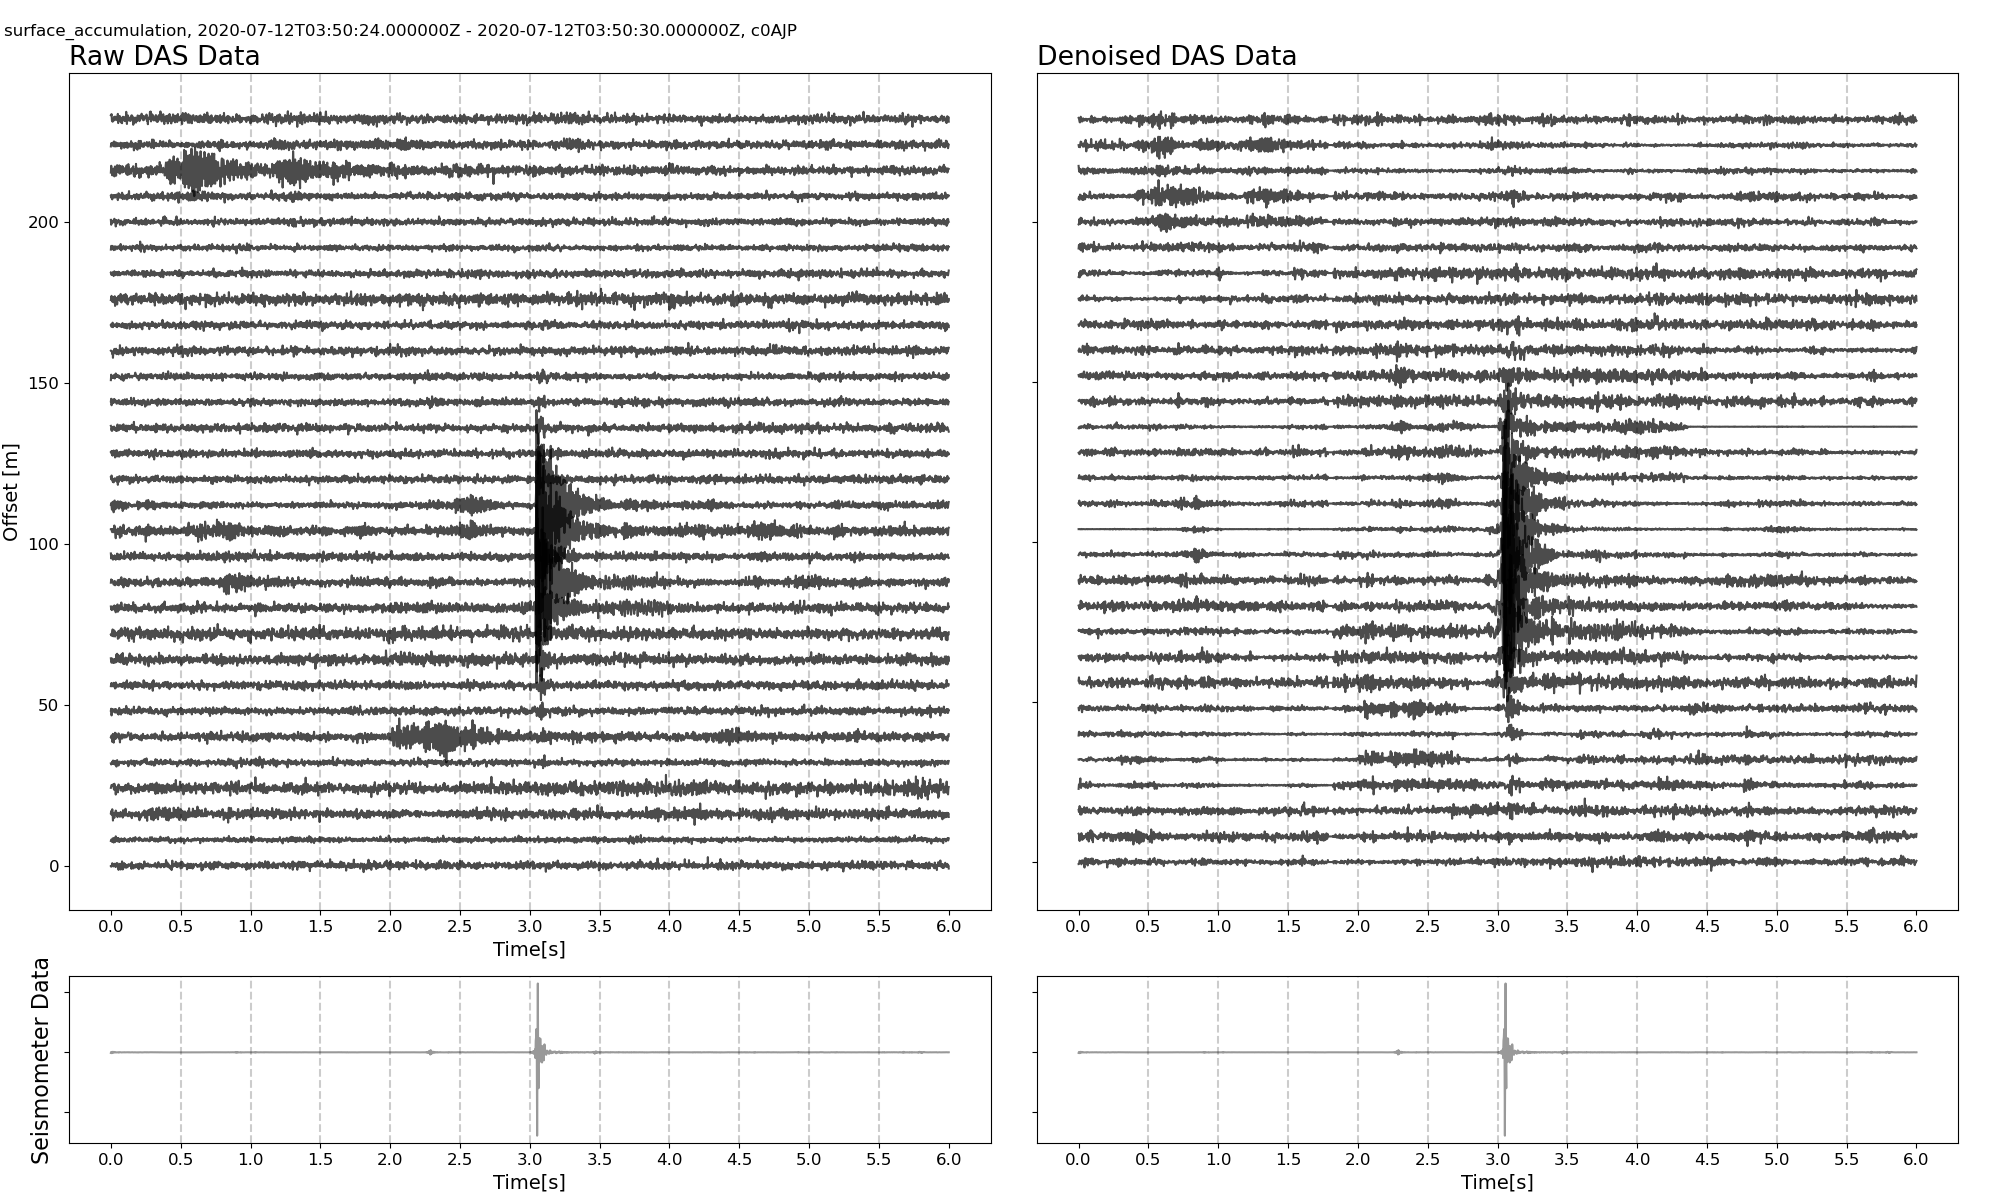 surface_accumulation, 2020-07-12T03:50:24.000000Z - 2020-07-12T03:50:30.000000Z, c0AJP
Raw DAS Data
Denoised DAS Data
Offset [m]
200
150
100
50
0
0.0 0.5 1.0 1.5 2.0 2.5 3.0 3.5 4.0 4.5 5.0 5.5 6.0
Time[s]
0.0 0.5 1.0 1.5 2.0 2.5 3.0 3.5 4.0 4.5 5.0 5.5 6.0
Seismometer Data
0.0 0.5 1.0 1.5 2.0 2.5 3.0 3.5 4.0 4.5 5.0 5.5 6.0
Time[s]
0.0 0.5 1.0 1.5 2.0 2.5 3.0 3.5 4.0 4.5 5.0 5.5 6.0
Time[s]